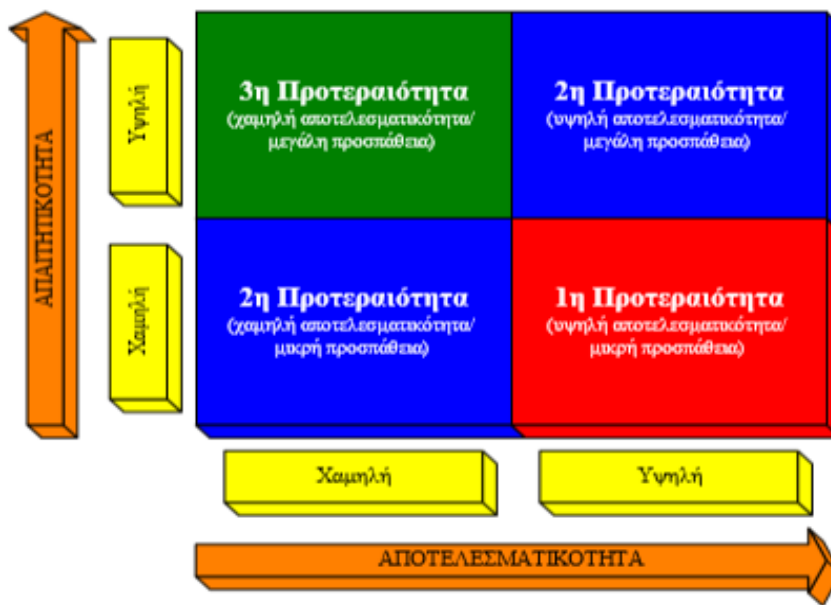 ΑΠΑΙΤΗΤΙΚΟΤΗΤΑ
Υψηλή
3η Προτεραιότητα
(χαμηλή αποτελεσματικότητα/
μεγάλη προσπάθεια)
2η Προτεραιότητα
(υψηλή αποτελεσματικότητα/
μεγάλη προσπάθεια)
Χαμηλή
2η Προτεραιότητα
(χαμηλή αποτελεσματικότητα/
μικρή προσπάθεια)
1η Προτεραιότητα
(υψηλή αποτελεσματικότητα/
μικρή προσπάθεια)
Χαμηλή
Υψηλή
ΑΠΟΤΕΛΕΣΜΑΤΙΚΟΤΗΤΑ